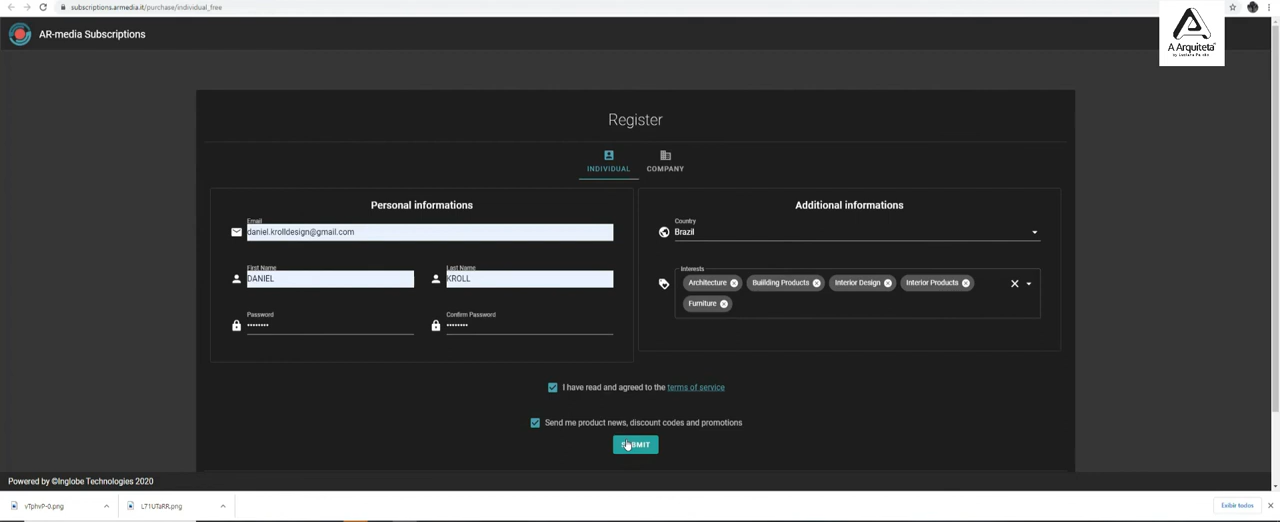 subscriptions.armedia.it/purchase/individual_free
AR-media Subscriptions
A Arquiteta
Register
INDIVIDUAL
COMPANY
Personal informations
Email
daniel.krolldesign@gmail.com
First Name
DANIEL
Last Name
KROLL
Password
••••••••
Confirm Password
••••••••
Additional informations
Country
Brazil
Interests
Architecture
Building Products
Interior Design
Interior Products
Furniture
I have read and agreed to the terms of service
Send me product news, discount codes and promotions
SUBMIT
Powered by ©Inglobe Technologies 2020
vTphvP-0.png
LT1UTaRR.png
Exibir todos